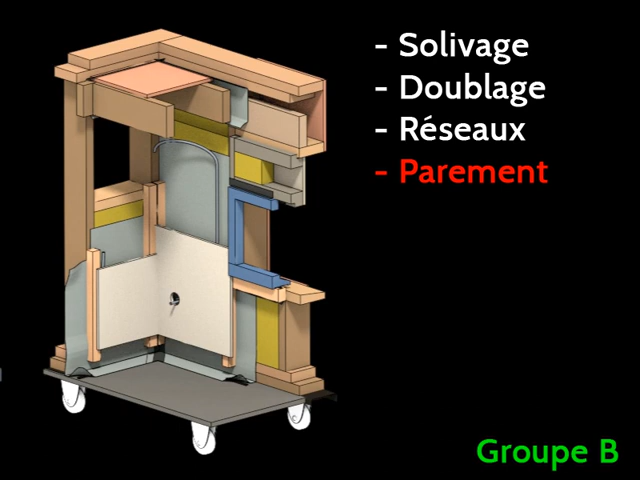 - Solivage
- Doublage
- Réseaux
- Parement
Groupe B